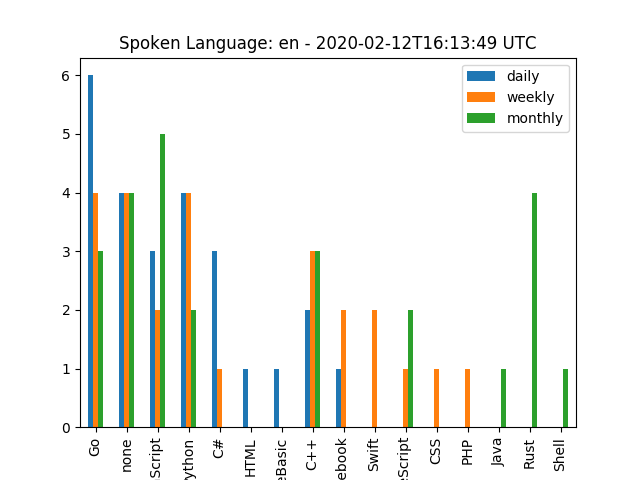 Spoken Language: en - 2020-02-12T16:13:49 UTC
daily
weekly
monthly
6
5
4
3
2
1
0
Go
none
Script
ython
C#
HTML
eBasic
C++
ebook
Swift
eScript
CSS
PHP
Java
Rust
Shell